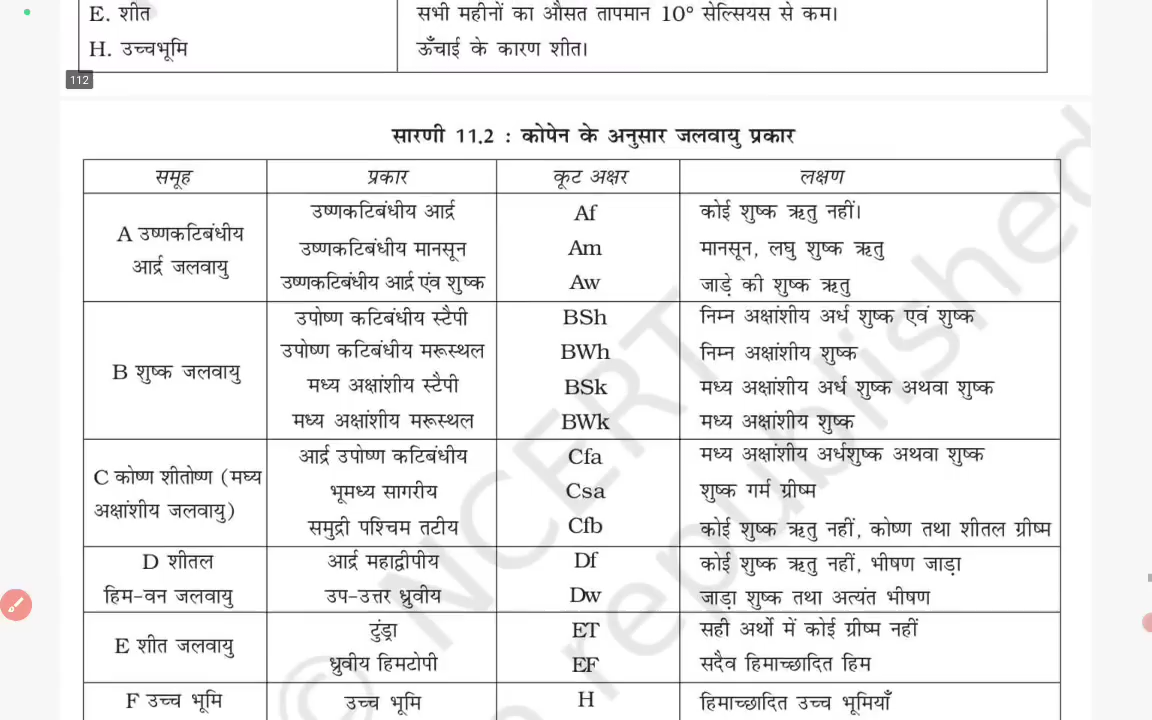 E. शीत सभी महीनों का औसत तापमान 10° सेल्सियस से कम।
H. उच्चभूमि ऊँचाई के कारण शीत।
112
सारणी 11.2 : कोपेन के अनुसार जलवायु प्रकार
समूह प्रकार कूट अक्षर लक्षण
A उष्णकटिबंधीय आर्द्र जलवायु
उष्णकटिबंधीय आर्द्र Af कोई शुष्क ऋतु नहीं।
उष्णकटिबंधीय मानसून Am मानसून, लघु शुष्क ऋतु
उष्णकटिबंधीय आर्द्र एंव शुष्क Aw जाड़े की शुष्क ऋतु
B शुष्क जलवायु
उपोष्ण कटिबंधीय स्टैपी BSh निम्न अक्षांशीय अर्ध शुष्क एवं शुष्क
उपोष्ण कटिबंधीय मरूस्थल BWh निम्न अक्षांशीय शुष्क
मध्य अक्षांशीय स्टैपी BSk मध्य अक्षांशीय अर्ध शुष्क अथवा शुष्क
मध्य अक्षांशीय मरूस्थल BWk मध्य अक्षांशीय शुष्क
C कोष्ण शीतोष्ण (मघ्य
अक्षांशीय जलवायु)
आर्द्र उपोष्ण कटिबंधीय Cfa मध्य अक्षांशीय अर्धशुष्क अथवा शुष्क
भूमध्य सागरीय Csa शुष्क गर्म ग्रीष्म
समुद्री पश्चिम तटीय Cfb कोई शुष्क ऋतु नहीं, कोष्ण तथा शीतल ग्रीष्म
D शीतल
हिम-वन जलवायु
आर्द्र महाद्वीपीय Df कोई शुष्क ऋतु नहीं, भीषण जाड़ा
उप-उत्तर ध्रुवीय Dw जाड़ा शुष्क तथा अत्यंत भीषण
E शीत जलवायु
टुंड्रा ET सही अर्थो में कोई ग्रीष्म नहीं
ध्रुवीय हिमटोपी EF सदैव हिमाच्छादित हिम
F उच्च भूमि उच्च भूमि H हिमाच्छादित उच्च भूमियाँ
© NCERT
republished